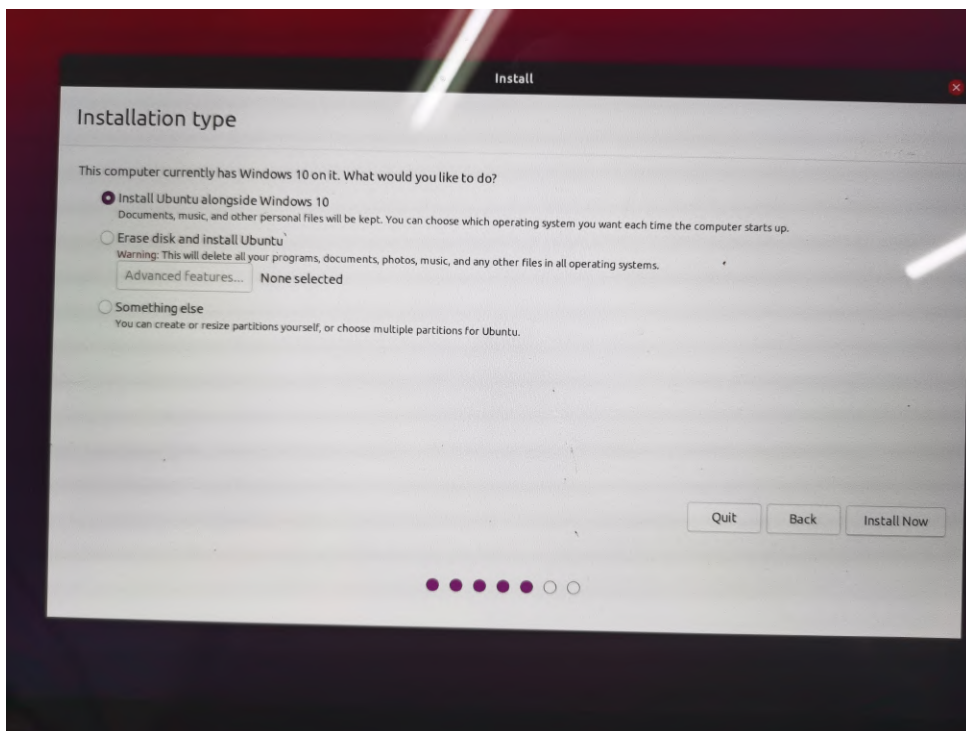 Install
Installation type
This computer currently has Windows 10 on it. What would you like to do?
Install Ubuntu alongside Windows 10
Documents, music, and other personal files will be kept. You can choose which operating system you want each time the computer starts up.
Erase disk and install Ubuntu
Warning: This will delete all your programs, documents, photos, music, and any other files in all operating systems.
Advanced features... None selected
Something else
You can create or resize partitions yourself, or choose multiple partitions for Ubuntu.
Quit Back Install Now